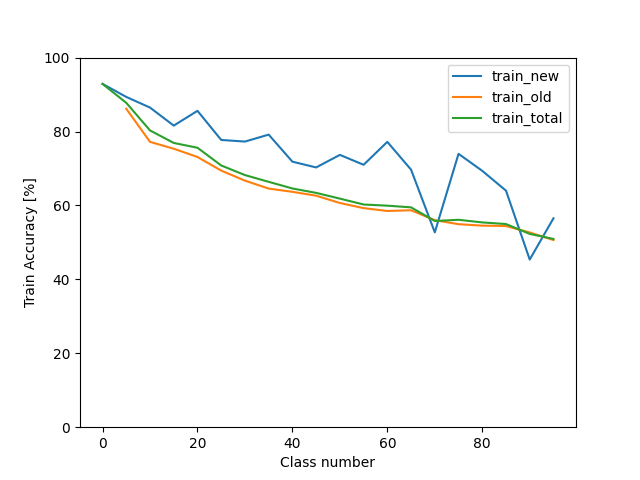 100
80
60
40
20
0
Train Accuracy [%]
train_new
train_old
train_total
0 20 40 60 80
Class number